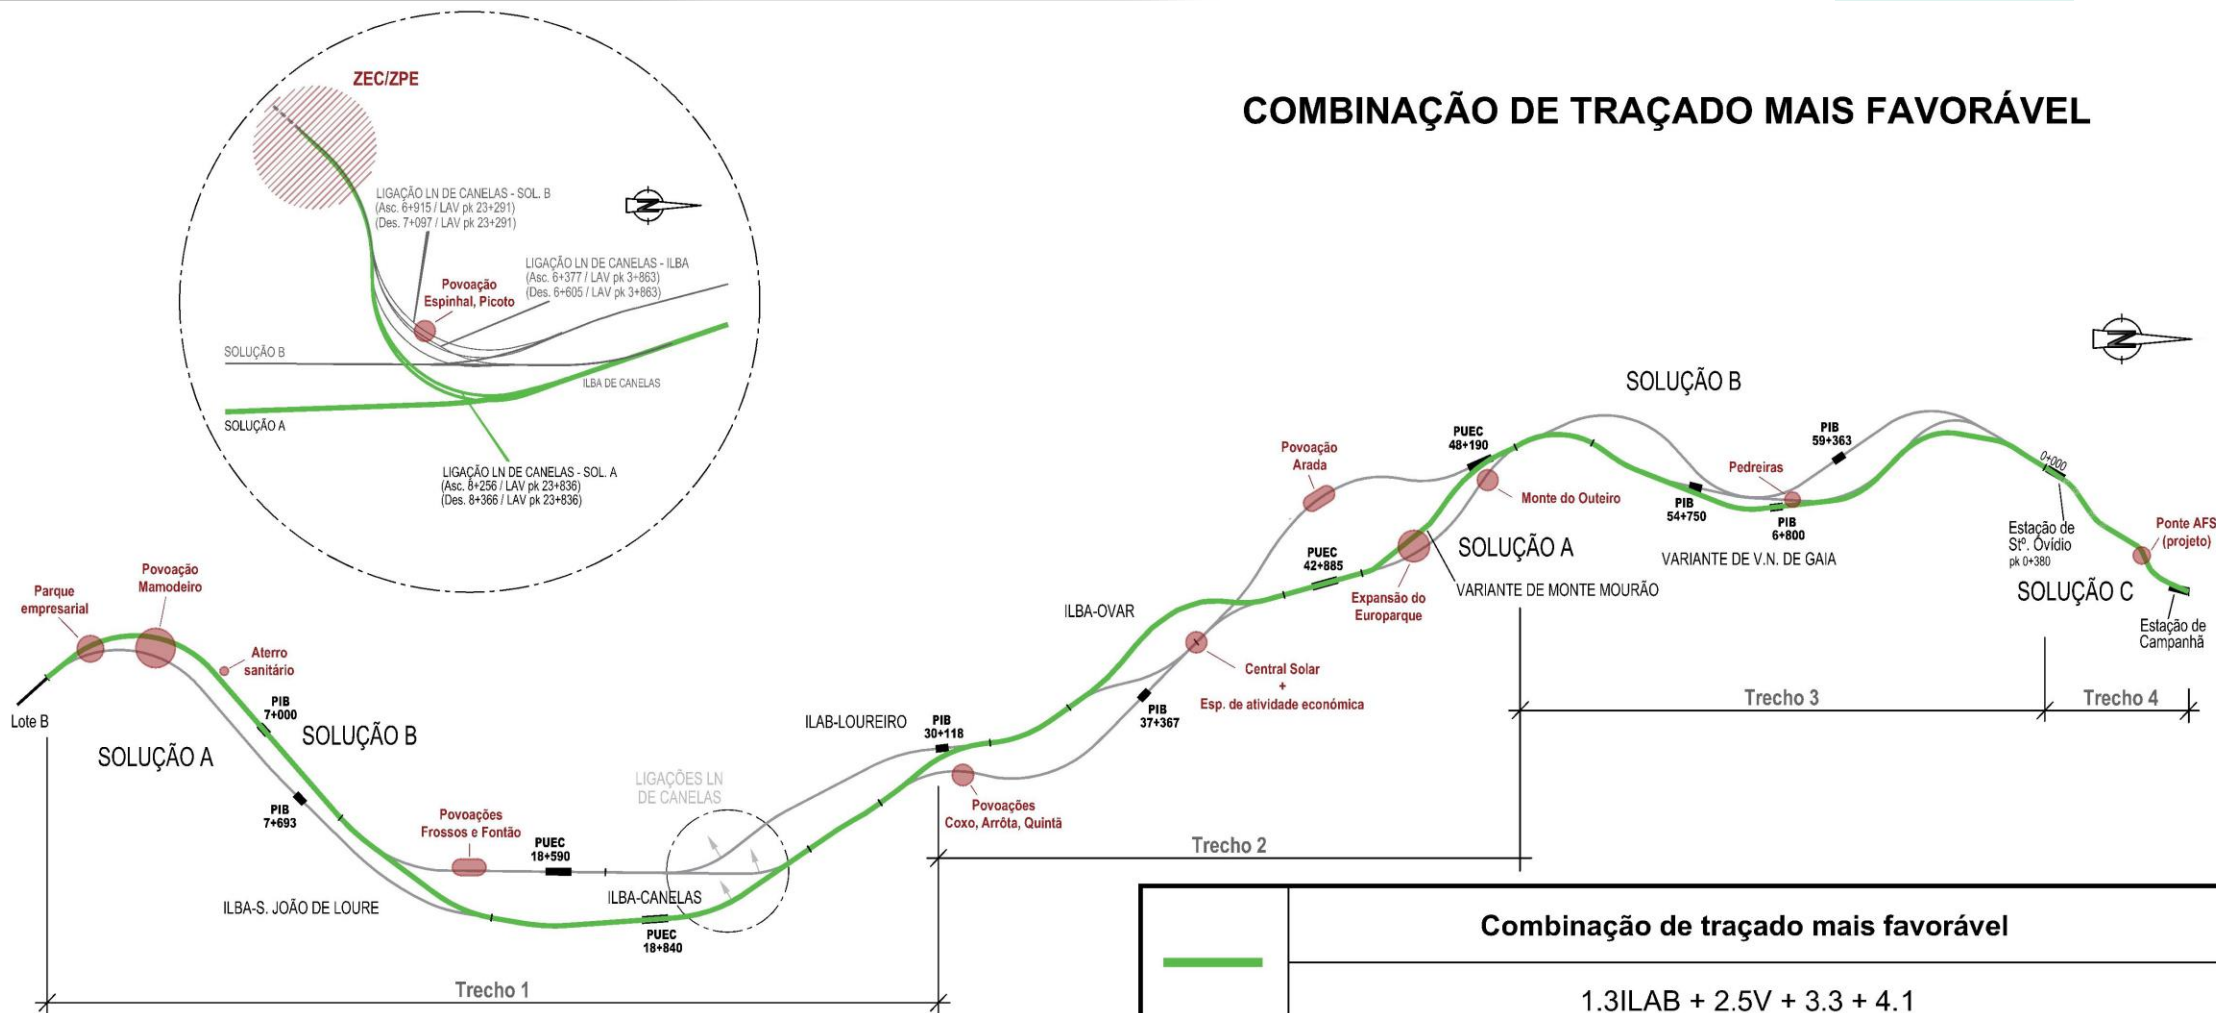 COMBINAÇÃO DE TRAÇADO MAIS FAVORÁVEL
ZEC/ZPE
LIGAÇÃO LN DE CANELAS - SOL. B
(Asc. 6+915 / LAV pk 23+291)
(Des. 7+097 / LAV pk 23+291)
N
LIGAÇÃO LN DE CANELAS - ILBA
(Asc. 6+377 / LAV pk 3+863)
(Des. 6+605 / LAV pk 3+863)
Povoação
Espinhal, Picoto
SOLUÇÃO B
ILBA DE CANELAS
SOLUÇÃO A
LIGAÇÃO LN DE CANELAS - SOL. A
(Asc. 8+256 / LAV pk 23+836)
(Des. 8+366 / LAV pk 23+836)
Parque
empresarial
Povoação
Mamodeiro
Aterro
sanitário
Lote B
PIB
7+000
SOLUÇÃO B
SOLUÇÃO A
PIB
7+693
Povoações
Frossos e Fontão
PUEC
18+590
ILBA-S. JOÃO DE LOURE
ILBA-CANELAS
PUEC
18+840
LIGAÇÕES LN
DE CANELAS
ILAB-LOUREIRO
PIB
30+118
Povoações
Coxo, Arrôta, Quintã
Trecho 1
ILBA-OVAR
PIB
37+367
Central Solar
+
Esp. de atividade económica
Povoação
Arada
PUEC
42+885
Expansão do
Europarque
PUEC
48+190
Monte do Outeiro
SOLUÇÃO A
VARIANTE DE MONTE MOURÃO
Trecho 2
SOLUÇÃO B
PIB
54+750
Pedreiras
PIB
6+800
PIB
59+363
VARIANTE DE V.N. DE GAIA
Trecho 3
N
0+000
Estação de
Stº. Ovídio
pk 0+380
SOLUÇÃO C
Ponte AFS
(projeto)
Estação de
Campanhã
Trecho 4
Combinação de traçado mais favorável
1.3ILAB + 2.5V + 3.3 + 4.1